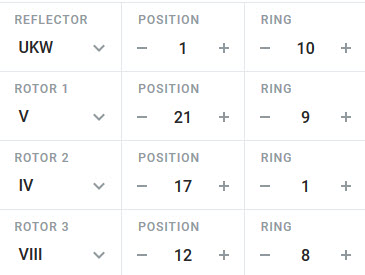 REFLECTOR POSITION RING
UKW 1 10
ROTOR 1 POSITION RING
V 21 9
ROTOR 2 POSITION RING
IV 17 1
ROTOR 3 POSITION RING
VIII 12 8